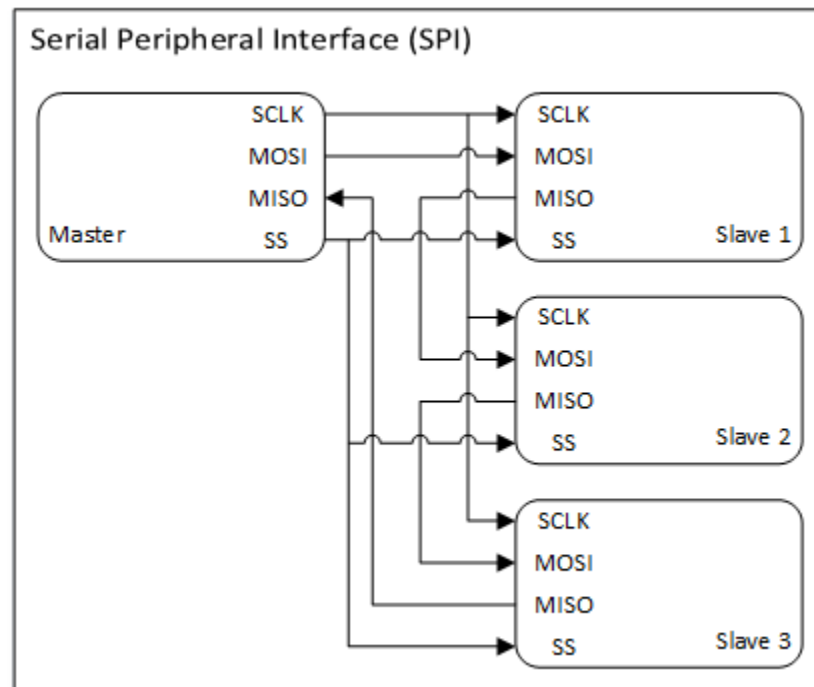 Serial Peripheral Interface (SPI)
SCLK
MOSI
MISO
SS
Master
SCLK
MOSI
MISO
SS
Slave 1
SCLK
MOSI
MISO
SS
Slave 2
SCLK
MOSI
MISO
SS
Slave 3